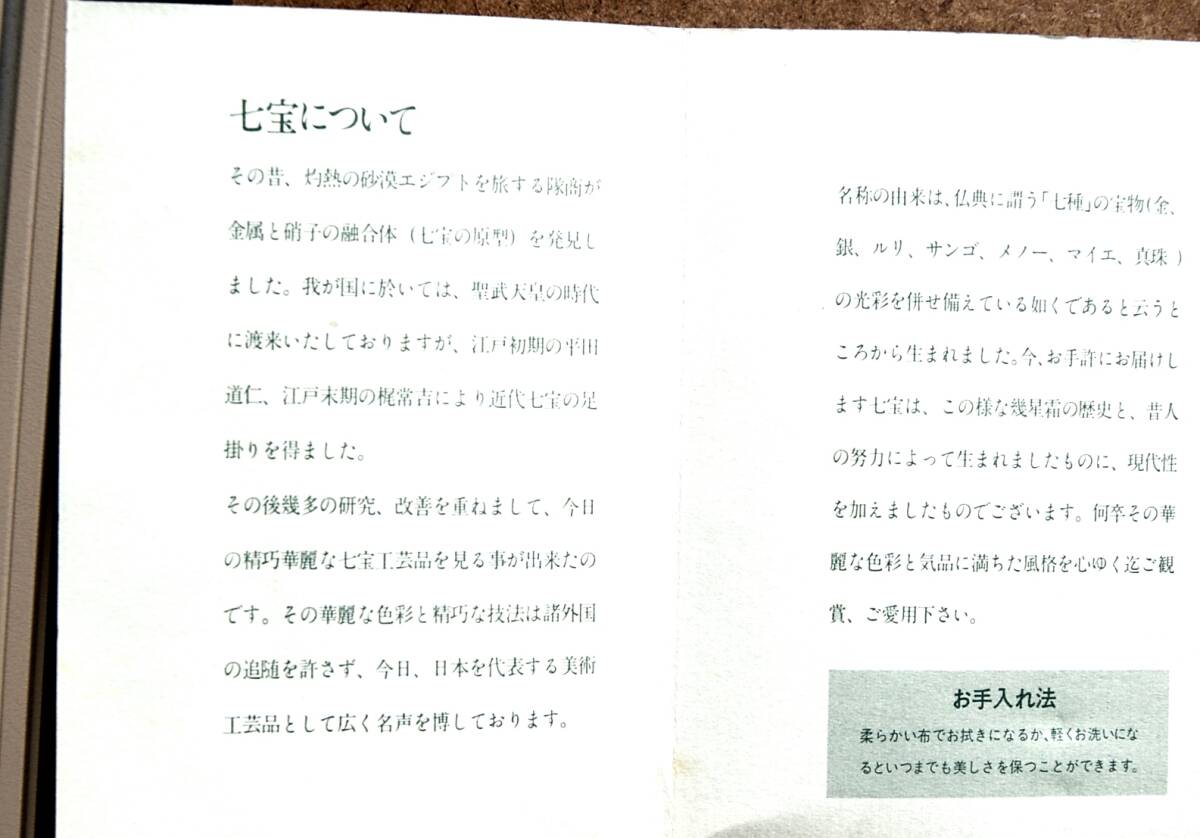 七宝について
その昔、灼熱の砂漠エジプトを旅する隊商が
金属と硝子の融合体（七宝の原型）を発見し
ました。我が国に於いては、聖武天皇の時代
に渡来いたしておりますが、江戸初期の平田
道仁、江戸末期の梶常吉により近代七宝の足
掛りを得ました。
その後幾多の研究、改善を重ねまして、今日
の精巧華麗な七宝工芸品を見る事が出来たの
です。その華麗な色彩と精巧な技法は諸外国
の追随を許さず、今日、日本を代表する美術
工芸品として広く名声を博しております。
名称の由来は、仏典に謂う「七種」の宝物(金、
銀、ルリ、サンゴ、メノー、マイエ、真珠)
の光彩を併せ備えている如くであると云うと
ころから生まれました。今、お手許にお届けし
ます七宝は、この様な幾星霜の歴史と、昔人
の努力によって生まれましたものに、現代性
を加えましたものでございます。何卒その華
麗な色彩と気品に満ちた風格を心ゆく迄ご観
賞、ご愛用下さい。
お手入れ法
柔らかい布でお拭きになるか、軽くお洗いにな
るといつまでも美しさを保つことができます。